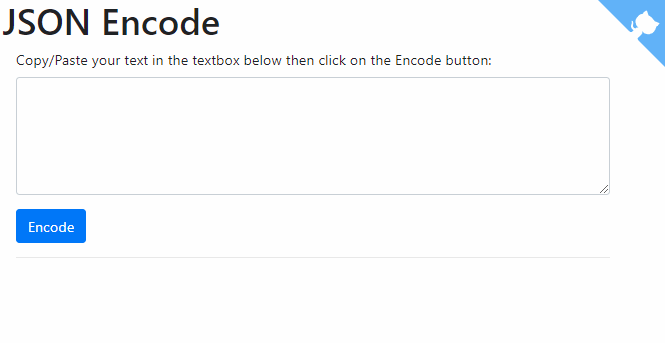 JSON Encode
Copy/Paste your text in the textbox below then click on the Encode button:
Encode